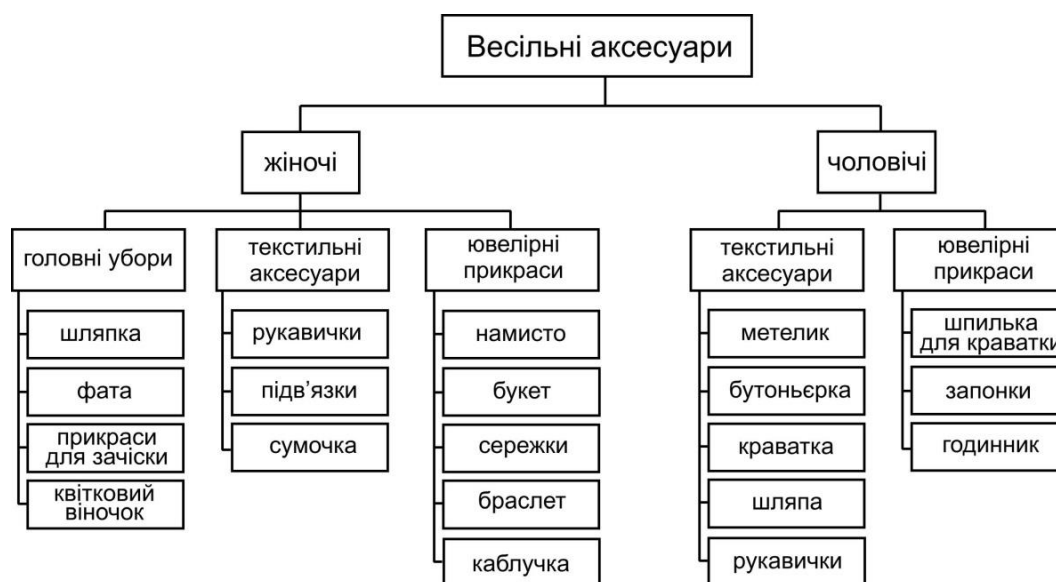 Весільні аксесуари
жіночі
чоловічі
головні убори
текстильні
аксесуари
ювелірні
прикраси
текстильні
аксесуари
ювелірні
прикраси
шляпка
фата
прикраси
для зачіски
квітковий
віночок
рукавички
підв’язки
сумочка
намисто
букет
сережки
браслет
каблучка
метелик
бутоньєрка
краватка
шляпа
рукавички
шпилька
для краватки
запонки
годинник